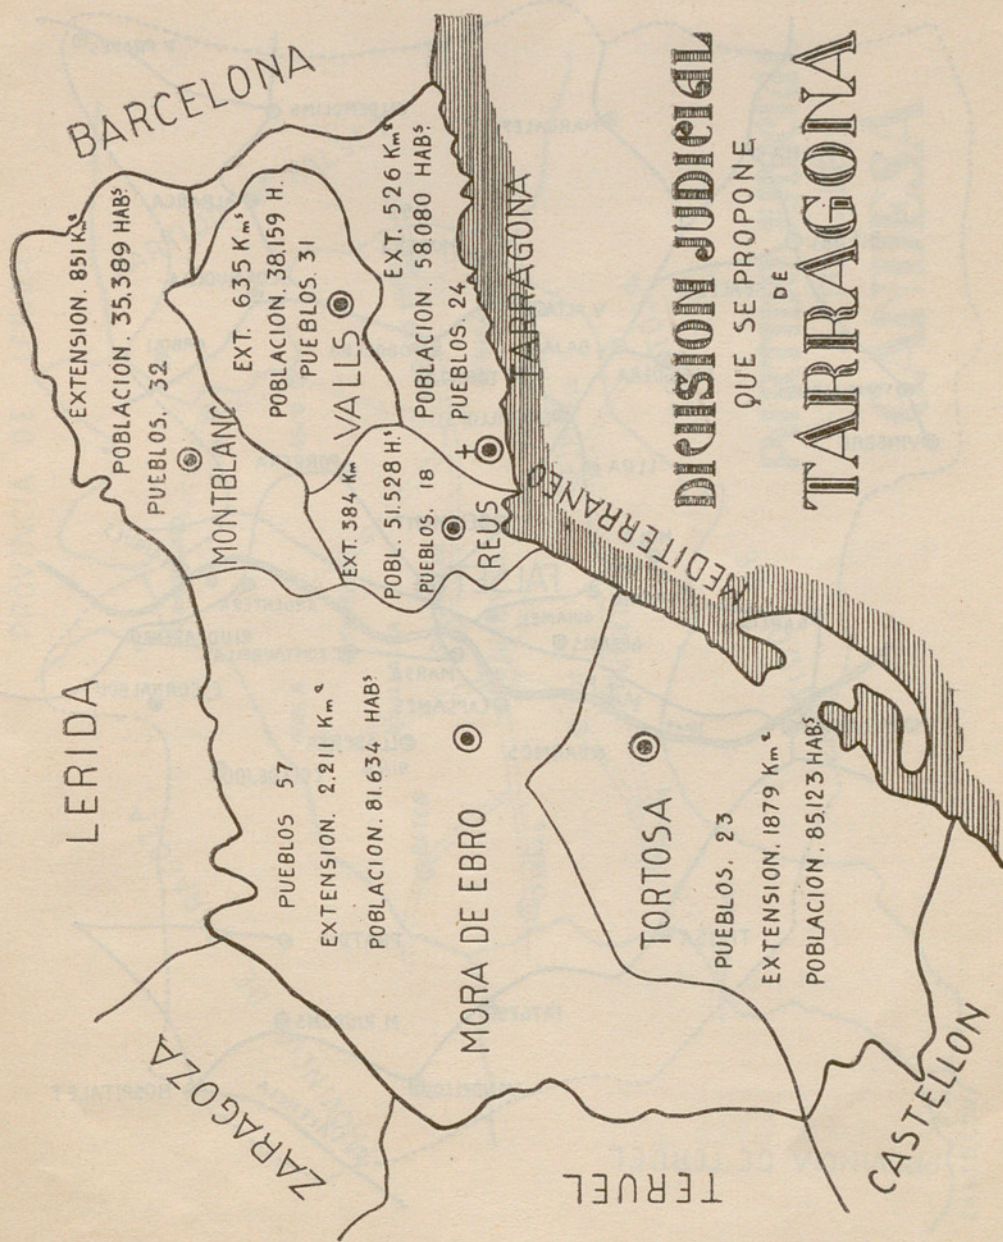 DIVISION JUDICIAL
QUE SE PROPONE
DE
TARRAGONA
BARCELONA
LERIDA
ZARAGOZA
TERUEL
CASTELLON
MEDITERRANEO
EXTENSION. 851 Km²
POBLACION. 35.389 HABS
PUEBLOS. 32
MONTBLANC
EXT. 635 Kms
POBLACION. 38.159 H.
PUEBLOS. 31
VALLS
EXT. 526 Km²
POBLACION. 58.080 HABS.
PUEBLOS. 24
TARRAGONA
EXT. 384 Km
POBL. 51.528 HS
PUEBLOS. 18
REUS
PUEBLOS 57
EXTENSION. 2.211 Km²
POBLACION. 81.634 HABS
MORA DE EBRO
TORTOSA
PUEBLOS. 23
EXTENSION. 1879 Km²
POBLACION. 85.123 HABS